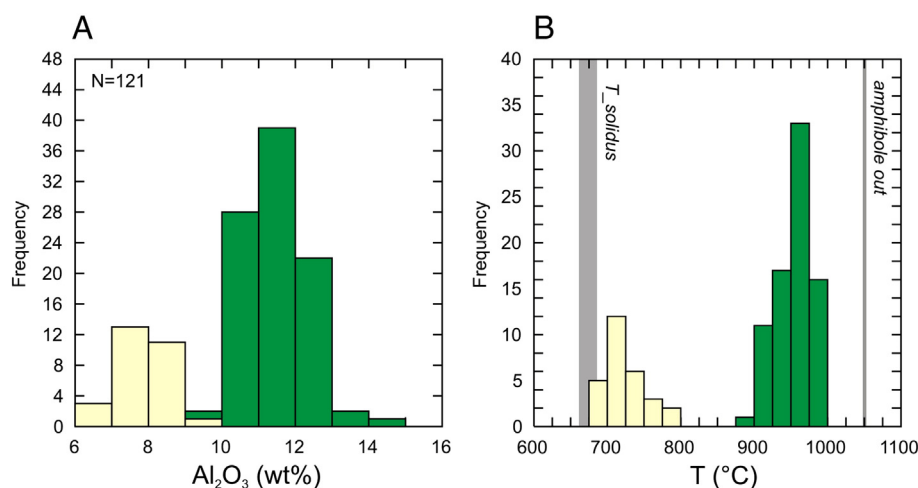 A
Frequency
48
44
40
36
32
28
24
20
16
12
8
4
0
N=121
6 8 10 12 14 16
Al₂O₃ (wt%)
B
Frequency
40
35
30
25
20
15
10
5
0
T_solidus
amphibole out
600 700 800 900 1000 1100
T (°C)